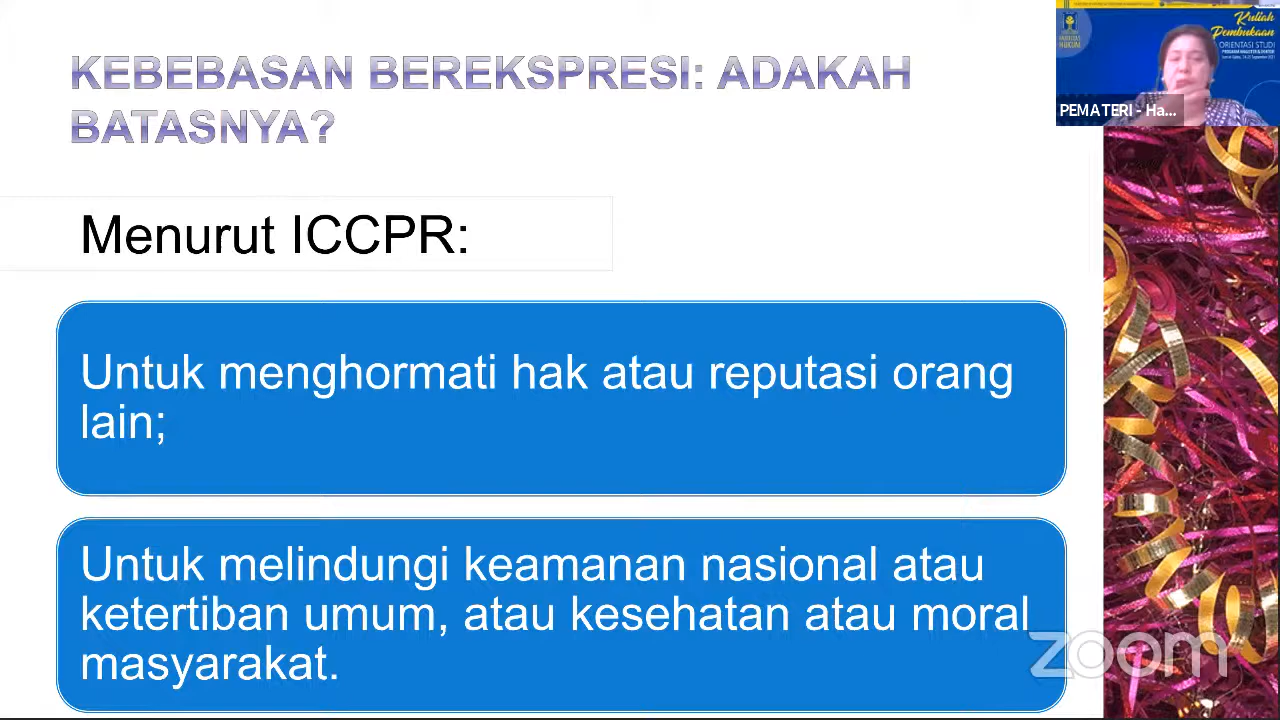 KEBEBASAN BEREKSPRESI: ADAKAH
BATASNYA?
Menurut ICCPR:
Untuk menghormati hak atau reputasi orang
lain;
Untuk melindungi keamanan nasional atau
ketertiban umum, atau kesehatan atau moral
masyarakat.
Kuliah
Pembukaan
ORIENTASI STUDI
PEMATERI - Ha...
zoom